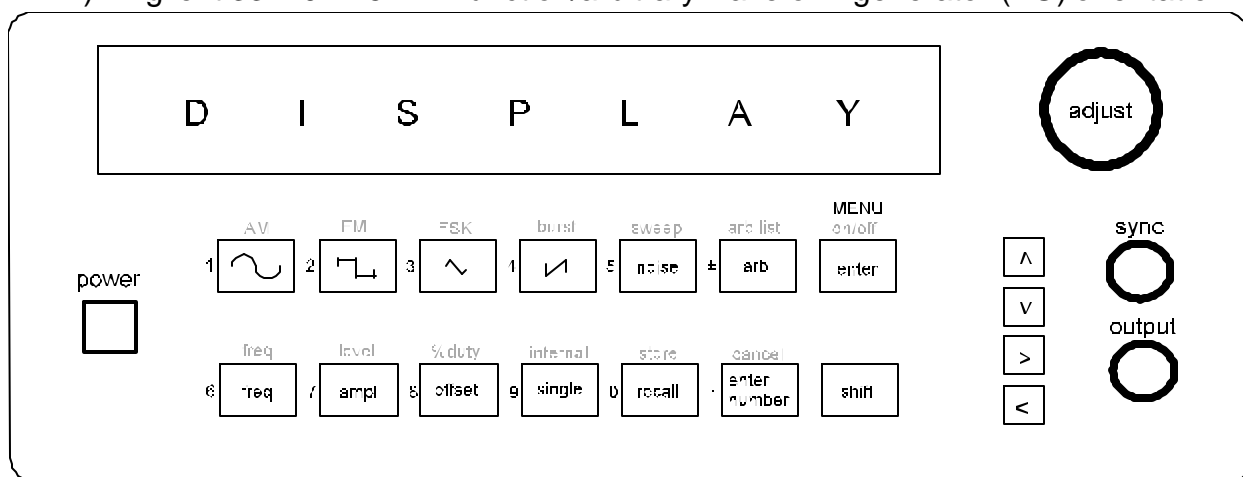 D I S P L A Y
adjust
MENU
AM FM FSK burst sweep arb list on/off
sync
1 2 3 4 5 noise ± arb enter
^
power
v
output
freq level % duty internal store cancel
>
6 freq 7 ampl 8 offset 9 single 0 recall . enter number shift
<